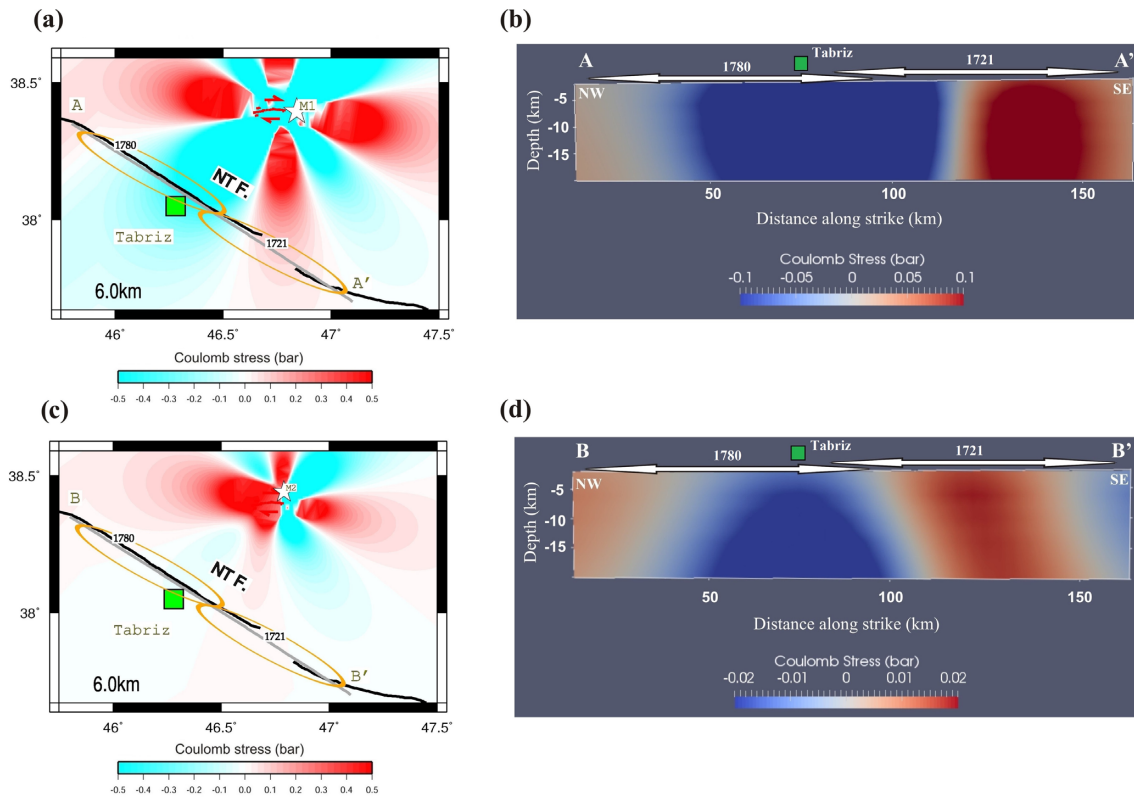 (a)
38.5°
38°
46°
46.5°
47°
47.5°
A
M1
1780
NT F.
Tabriz
1721
A'
6.0km
Coulomb stress (bar)
-0.5 -0.4 -0.3 -0.2 -0.1 0.0 0.1 0.2 0.3 0.4 0.5
(b)
Tabriz
A 1780 1721 A'
NW SE
Depth (km)
-5
-10
-15
50 100 150
Distance along strike (km)
Coulomb Stress (bar)
-0.1 -0.05 0 0.05 0.1
(c)
38.5°
38°
46°
46.5°
47°
47.5°
B
M2
1780
NT F.
Tabriz
1721
B'
6.0km
Coulomb stress (bar)
-0.5 -0.4 -0.3 -0.2 -0.1 0.0 0.1 0.2 0.3 0.4 0.5
(d)
Tabriz
B 1780 1721 B'
NW SE
Depth (km)
-5
-10
-15
50 100 150
Distance along strike (km)
Coulomb Stress (bar)
-0.02 -0.01 0 0.01 0.02